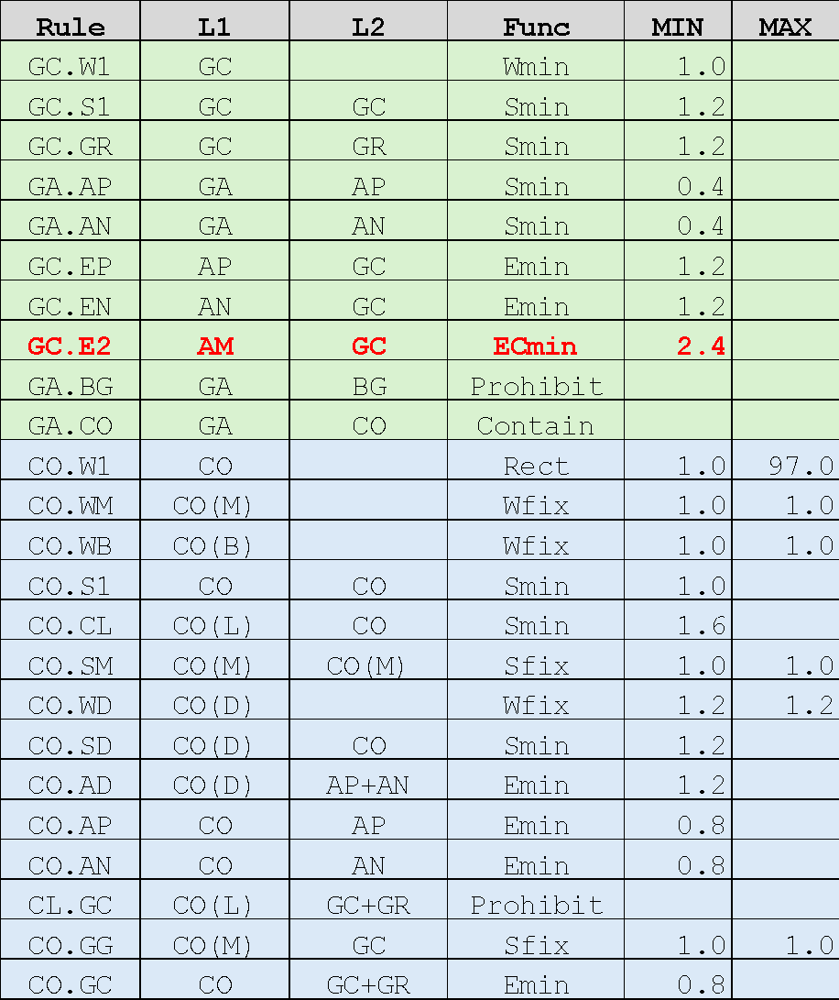 Rule L1 L2 Func MIN MAX
GC.W1 GC Wmin 1.0
GC.S1 GC GC Smin 1.2
GC.GR GC GR Smin 1.2
GA.AP GA AP Smin 0.4
GA.AN GA AN Smin 0.4
GC.EP AP GC Emin 1.2
GC.EN AN GC Emin 1.2
GC.E2 AM GC ECmin 2.4
GA.BG GA BG Prohibit
GA.CO GA CO Contain
CO.W1 CO Rect 1.0 97.0
CO.WM CO(M) Wfix 1.0 1.0
CO.WB CO(B) Wfix 1.0 1.0
CO.S1 CO CO Smin 1.0
CO.CL CO(L) CO Smin 1.6
CO.SM CO(M) CO(M) Sfix 1.0 1.0
CO.WD CO(D) Wfix 1.2 1.2
CO.SD CO(D) CO Smin 1.2
CO.AD CO(D) AP+AN Emin 1.2
CO.AP CO AP Emin 0.8
CO.AN CO AN Emin 0.8
CL.GC CO(L) GC+GR Prohibit
CO.GG CO(M) GC Sfix 1.0 1.0
CO.GC CO GC+GR Emin 0.8